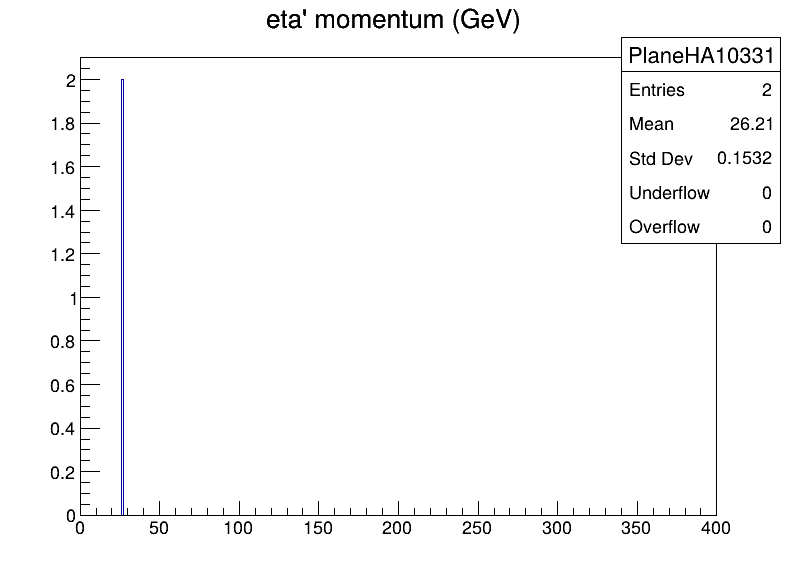 eta' momentum (GeV)
PlaneHA10331
Entries 2
Mean 26.21
Std Dev 0.1532
Underflow 0
Overflow 0
2
1.8
1.6
1.4
1.2
1
0.8
0.6
0.4
0.2
0
0 50 100 150 200 250 300 350 400